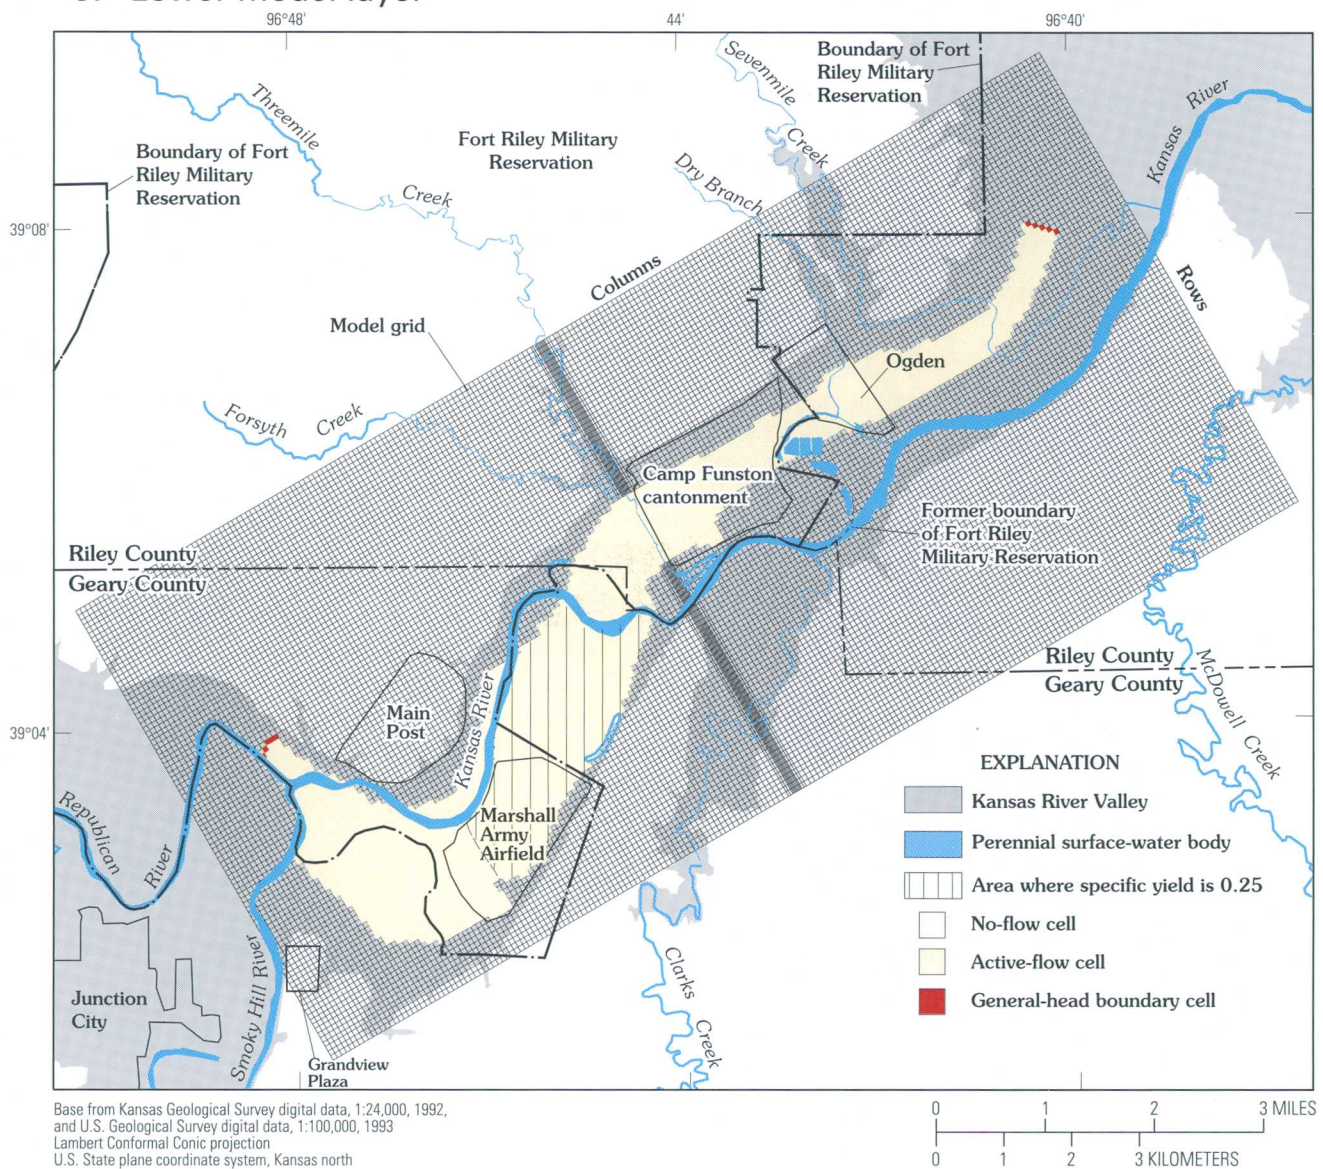 Lower model layer
96°48'
44'
96°40'
39°08'
39°04'
Boundary of Fort
Riley Military
Reservation
Threemile
Creek
Fort Riley Military
Reservation
Sevenmile
Creek
Dry Branch
Boundary of Fort
Riley Military
Reservation
Kansas River
Columns
Rows
Model grid
Forsyth Creek
Ogden
Camp Funston
cantonment
Former boundary
of Fort Riley
Military Reservation
Riley County
Geary County
Riley County
Geary County
McDowell Creek
Main
Post
Kansas River
Marshall
Army
Airfield
Republican
River
Smoky Hill River
Junction
City
Grandview
Plaza
Clarks
Creek
EXPLANATION
Kansas River Valley
Perennial surface-water body
Area where specific yield is 0.25
No-flow cell
Active-flow cell
General-head boundary cell
Base from Kansas Geological Survey digital data, 1:24,000, 1992,
and U.S. Geological Survey digital data, 1:100,000, 1993
Lambert Conformal Conic projection
U.S. State plane coordinate system, Kansas north
0 1 2 3 MILES
0 1 2 3 KILOMETERS